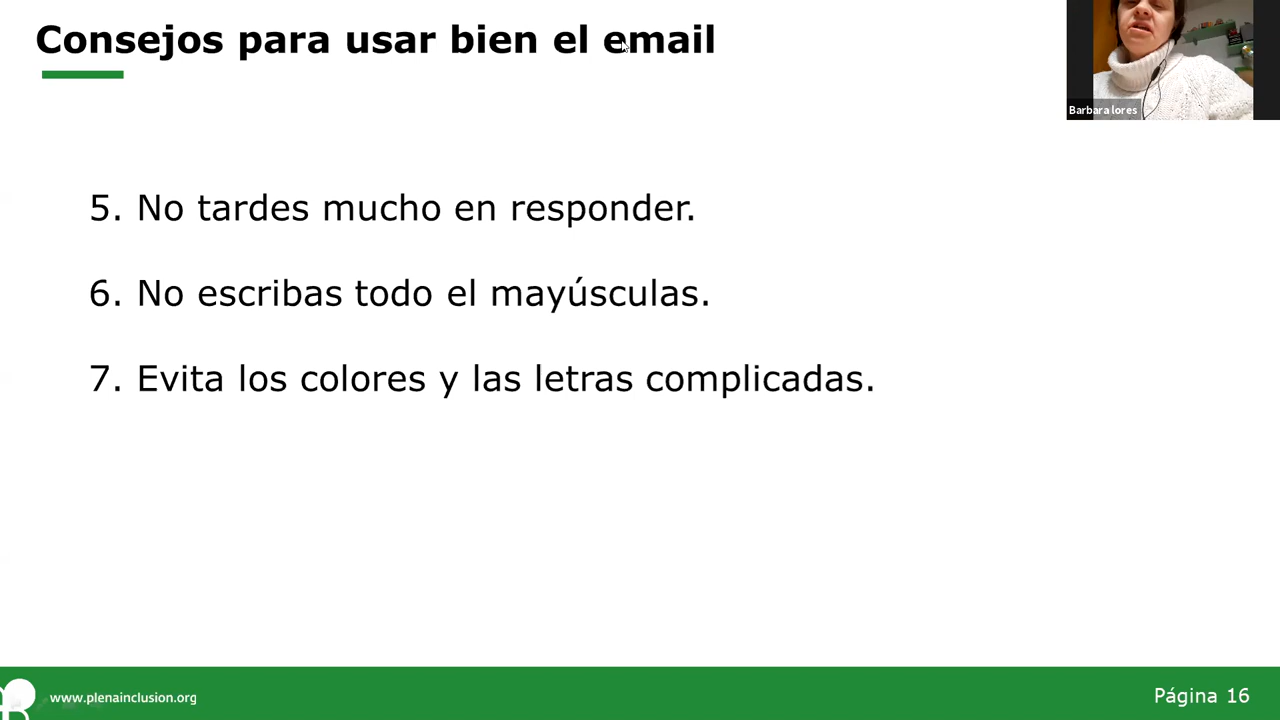 Consejos para usar bien el email
Barbara lores
5. No tardes mucho en responder.
6. No escribas todo el mayúsculas.
7. Evita los colores y las letras complicadas.
www.plenainclusion.org
Página 16